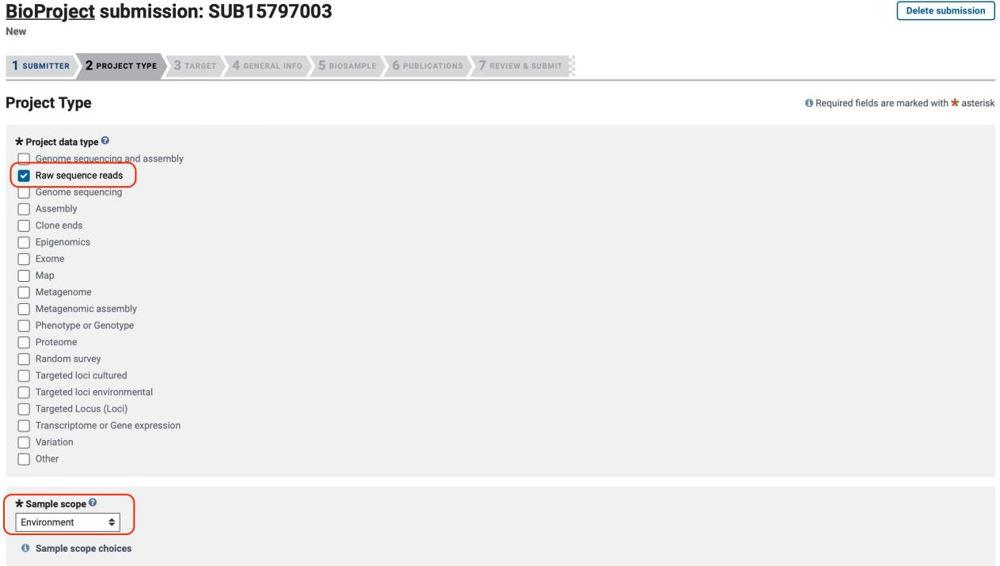 BioProject submission: SUB15797003
Delete submission
New
1 SUBMITTER 2 PROJECT TYPE 3 TARGET 4 GENERAL INFO 5 BIOSAMPLE 6 PUBLICATIONS 7 REVIEW & SUBMIT
Project Type
Required fields are marked with * asterisk
* Project data type
Genome sequencing and assembly
Raw sequence reads
Genome sequencing
Assembly
Clone ends
Epigenomics
Exome
Map
Metagenome
Metagenomic assembly
Phenotype or Genotype
Proteome
Random survey
Targeted loci cultured
Targeted loci environmental
Targeted Locus (Loci)
Transcriptome or Gene expression
Variation
Other
* Sample scope
Environment
Sample scope choices